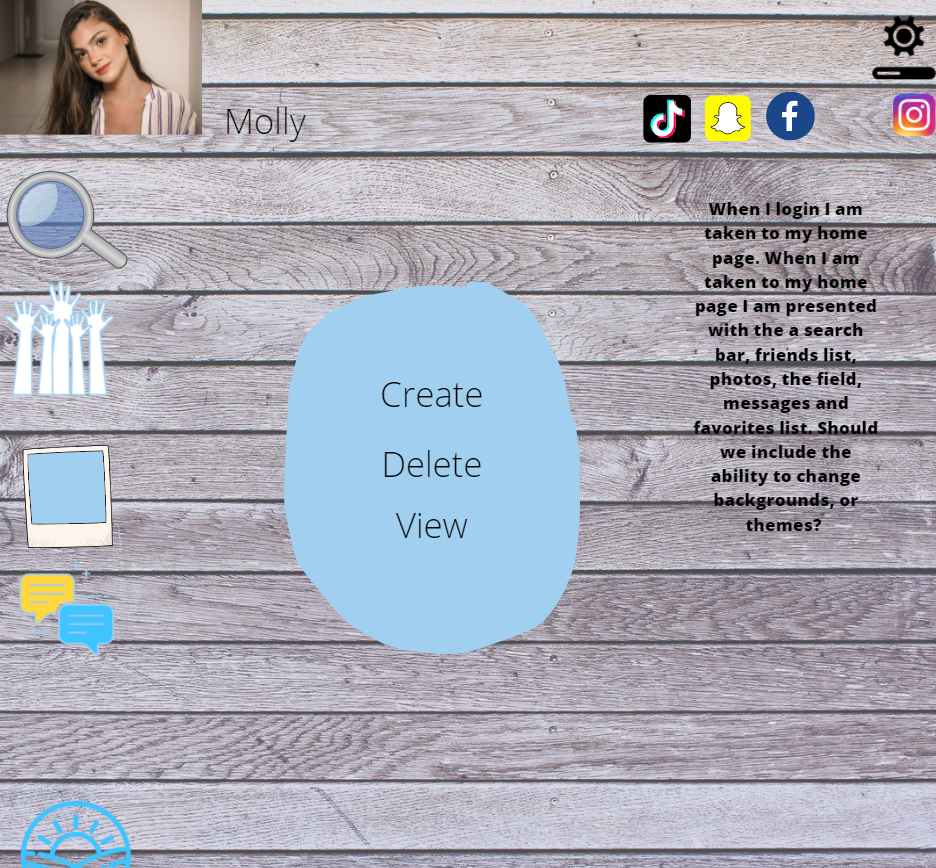 Molly
When I login I am
taken to my home
page. When I am
taken to my home
page I am presented
with the a search
bar, friends list,
photos, the field,
messages and
favorites list. Should
we include the
ability to change
backgrounds, or
themes?
Create
Delete
View